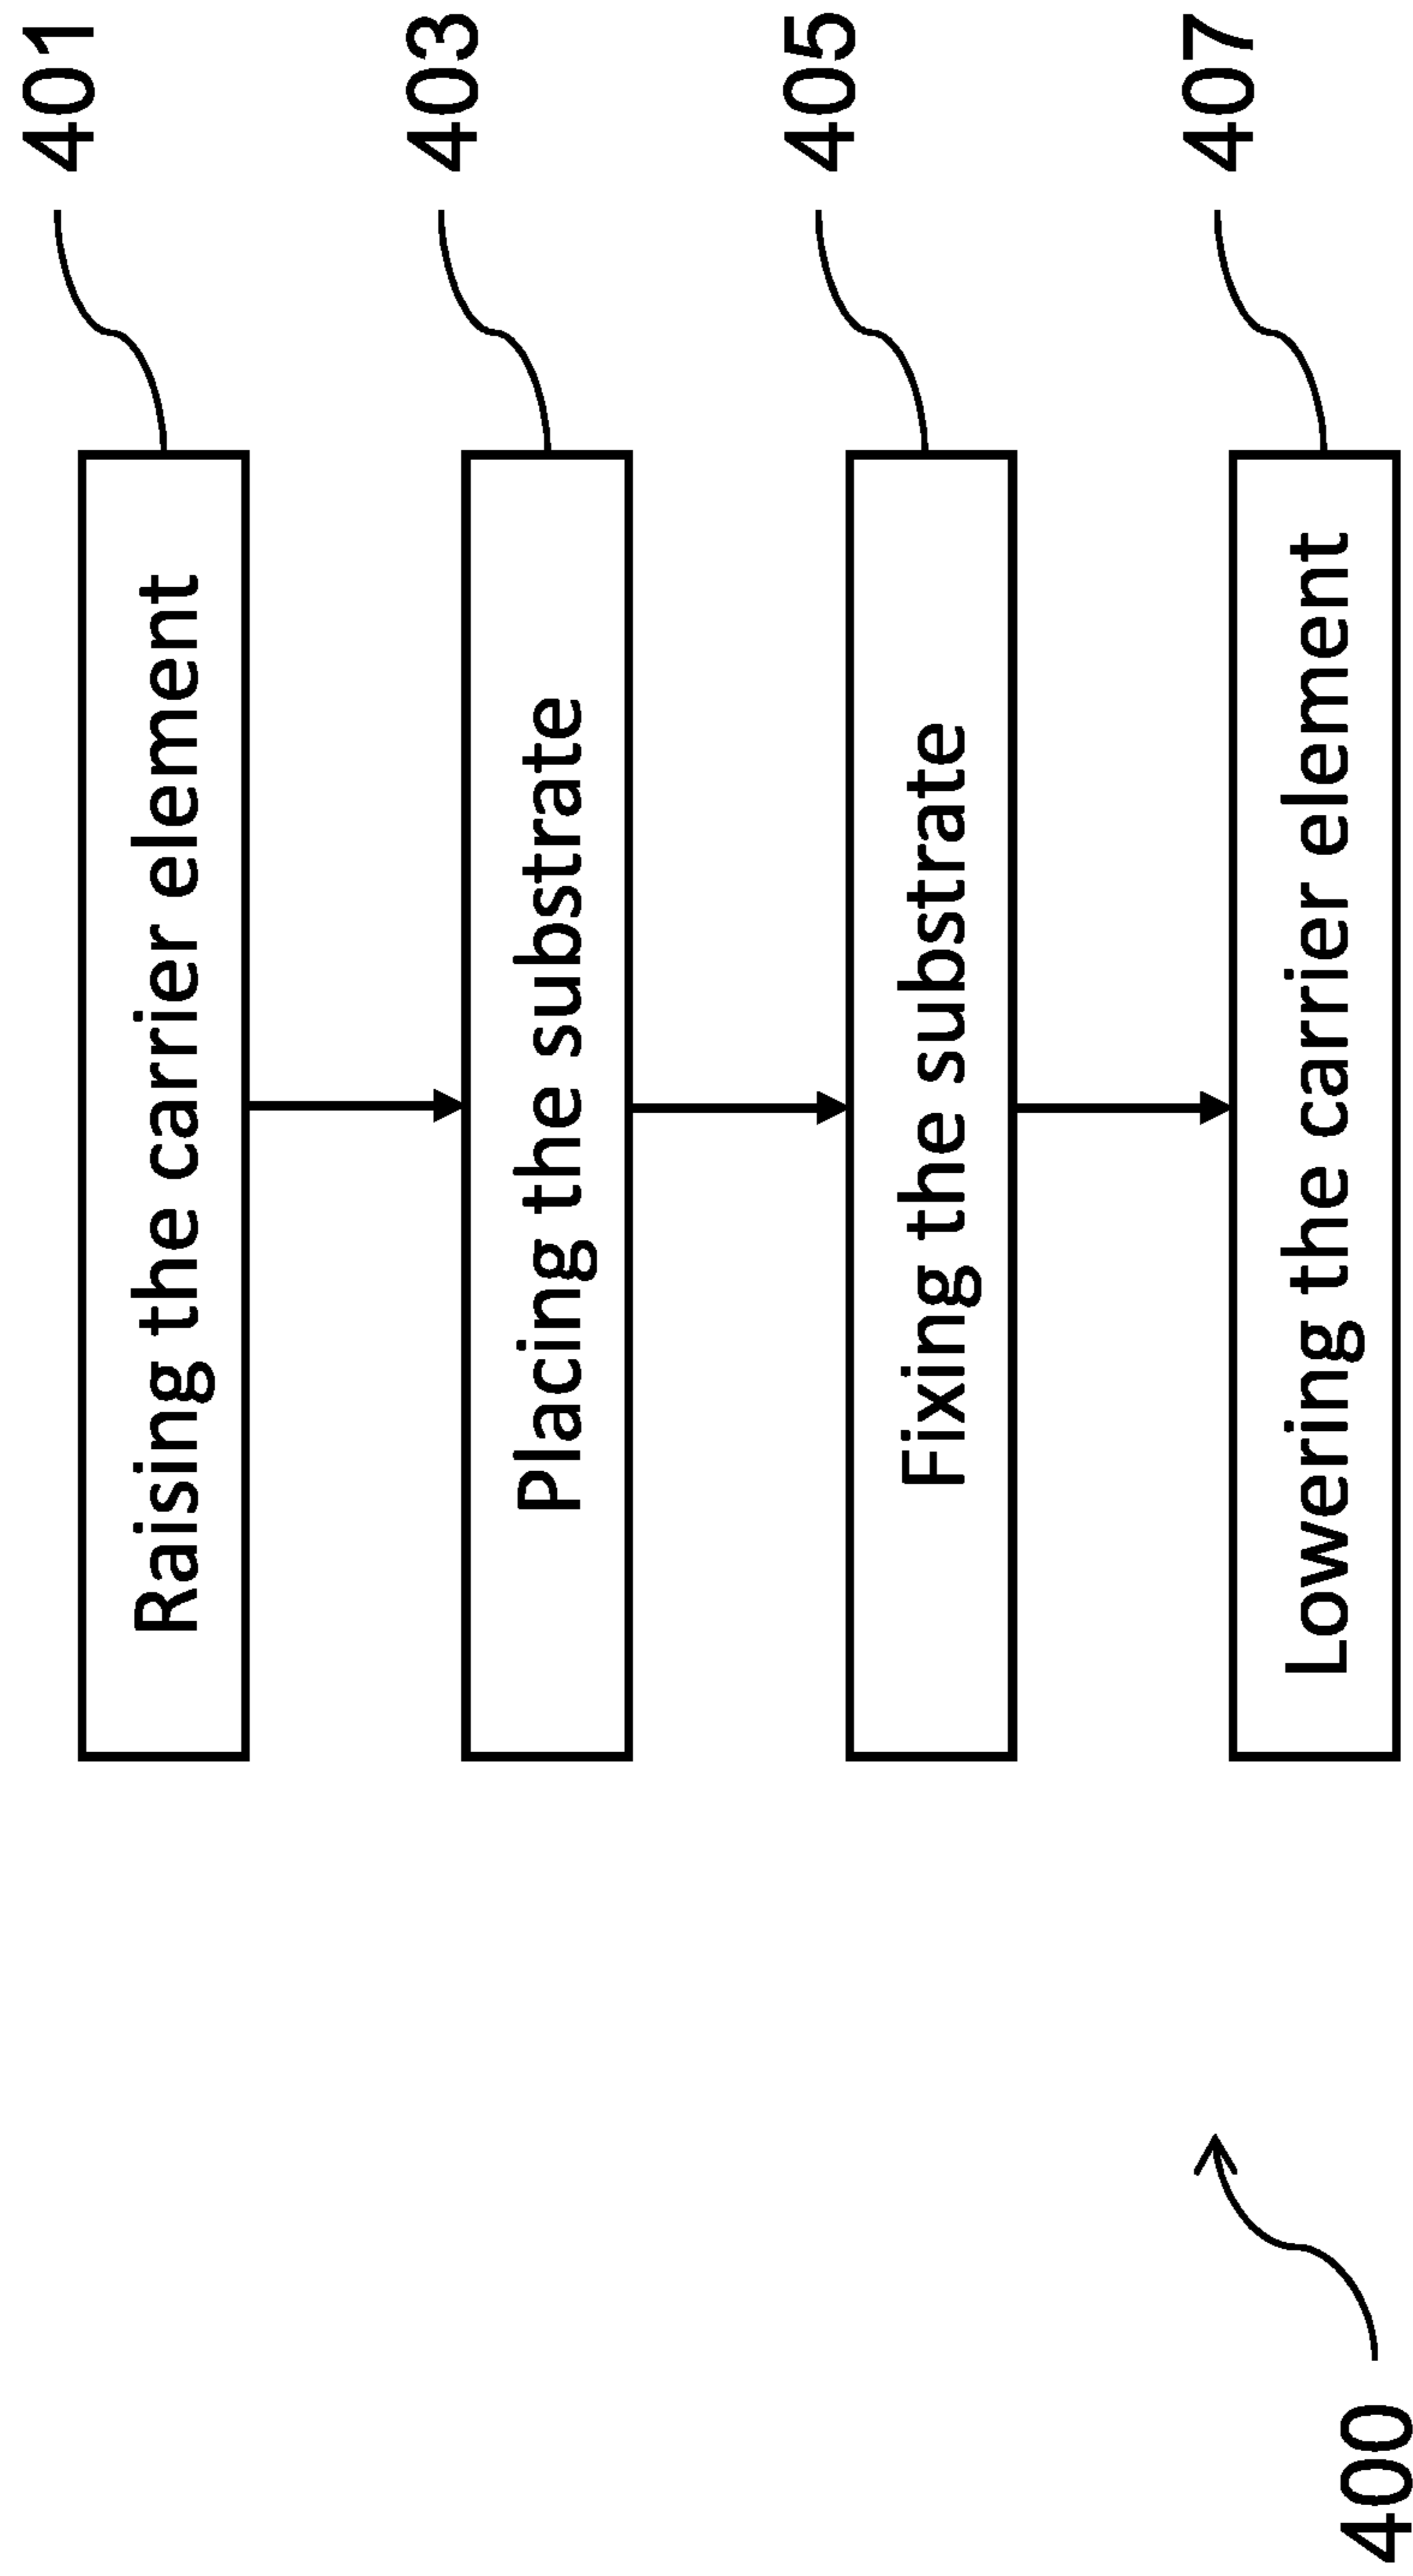 401
Raising the carrier element
403
Placing the substrate
405
Fixing the substrate
407
Lowering the carrier element
400